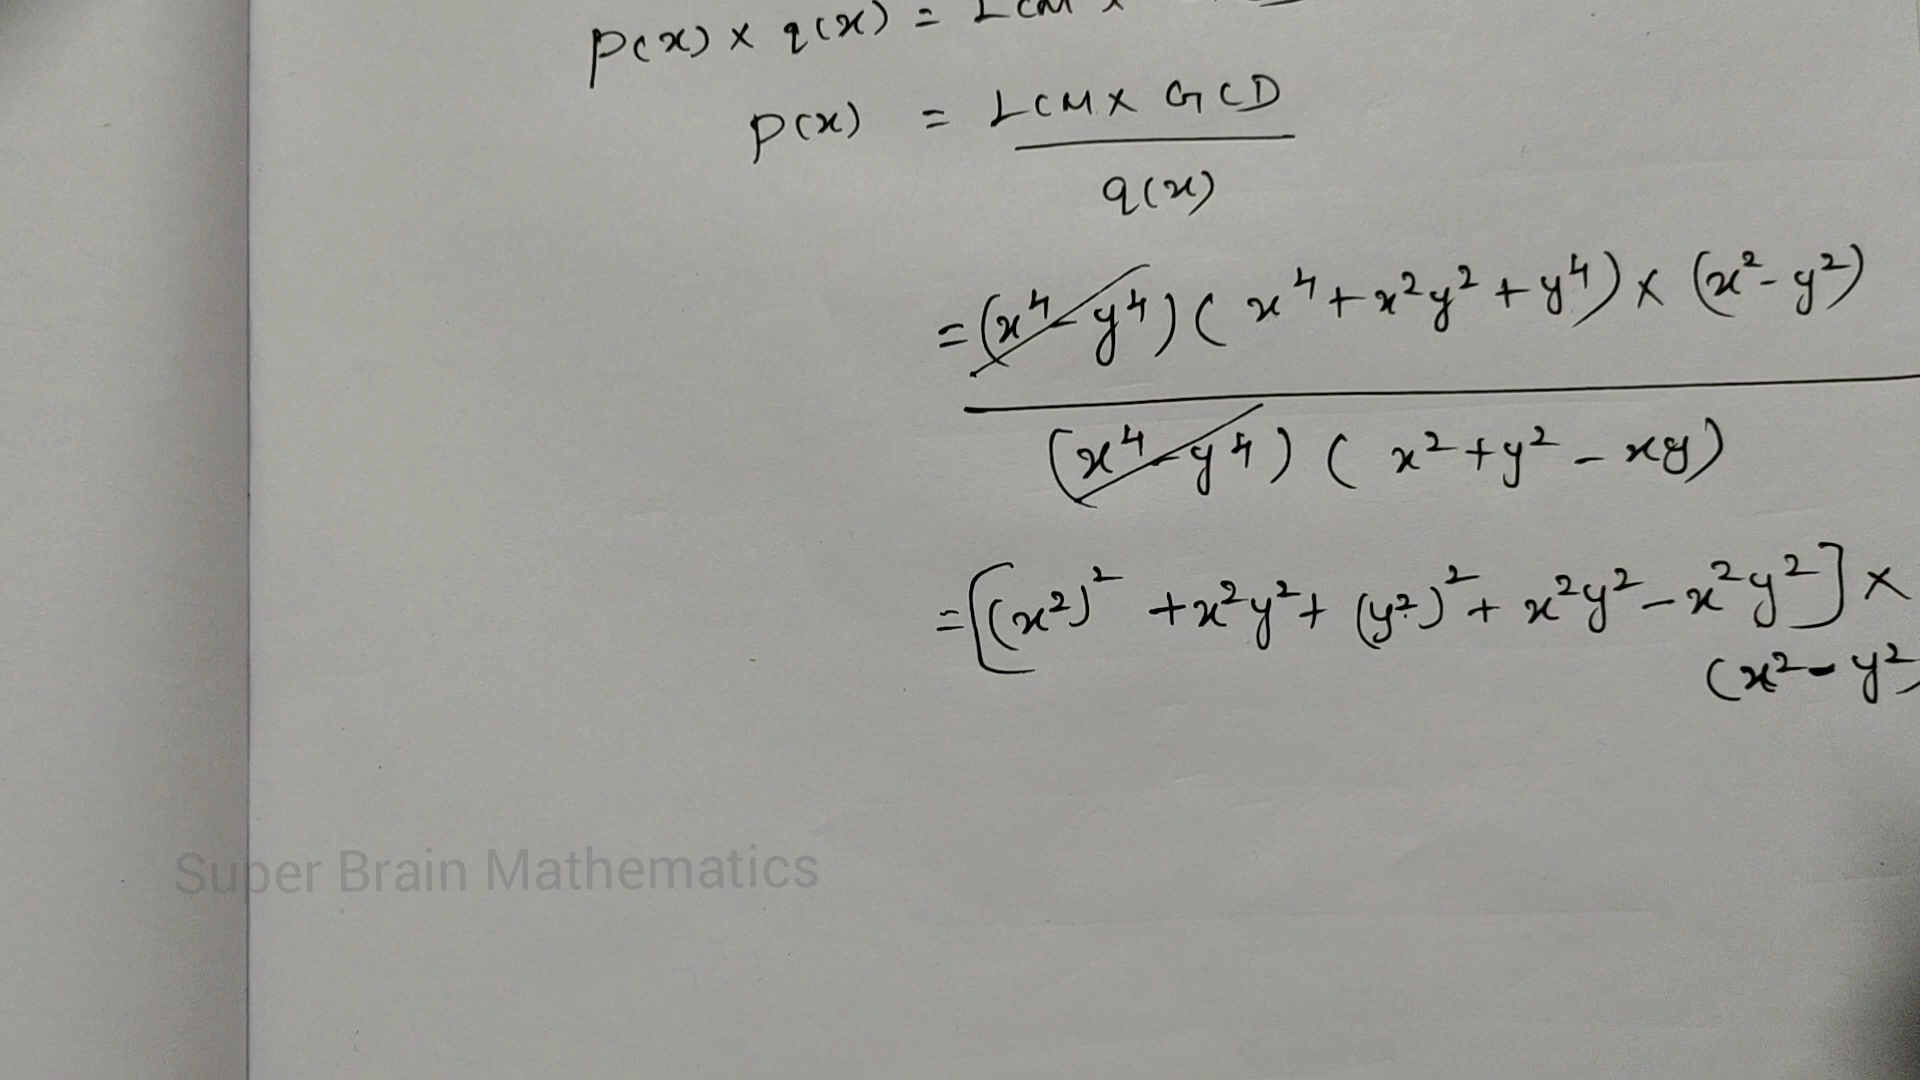 P(x) × q(x) = LCM ×
P(x) = LCM × GCD
q(x)
= (x⁴ - y⁴) ( x⁴ + x²y² + y⁴) × (x² - y²)
(x⁴ - y⁴) ( x² + y² - xy)
= [(x²)² + x²y² + (y²)² + x²y² - x²y²] ×
(x² - y²)
Super Brain Mathematics